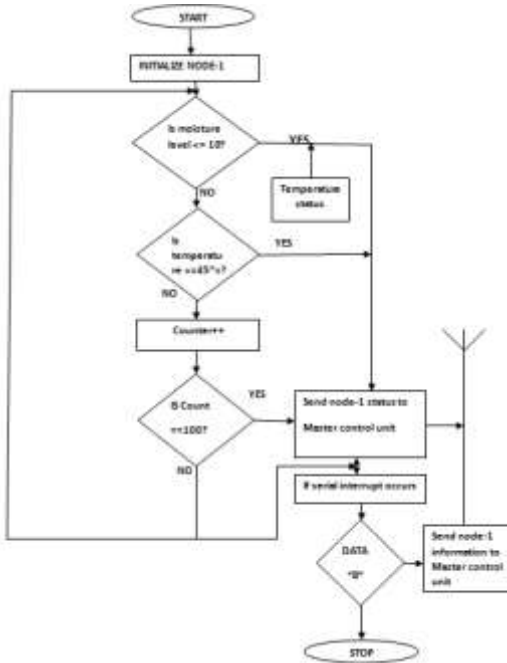 START
INITIALIZE NODE-1
Is moisture
level <= 10?
YES
Temperature
status
NO
Is
temperatu
re >=45°c?
YES
NO
Counter++
Is Count
==100?
YES
NO
Send node-1 status to
Master control unit
If serial interrupt occurs
DATA
Send node-1
information to
Master control
unit
STOP